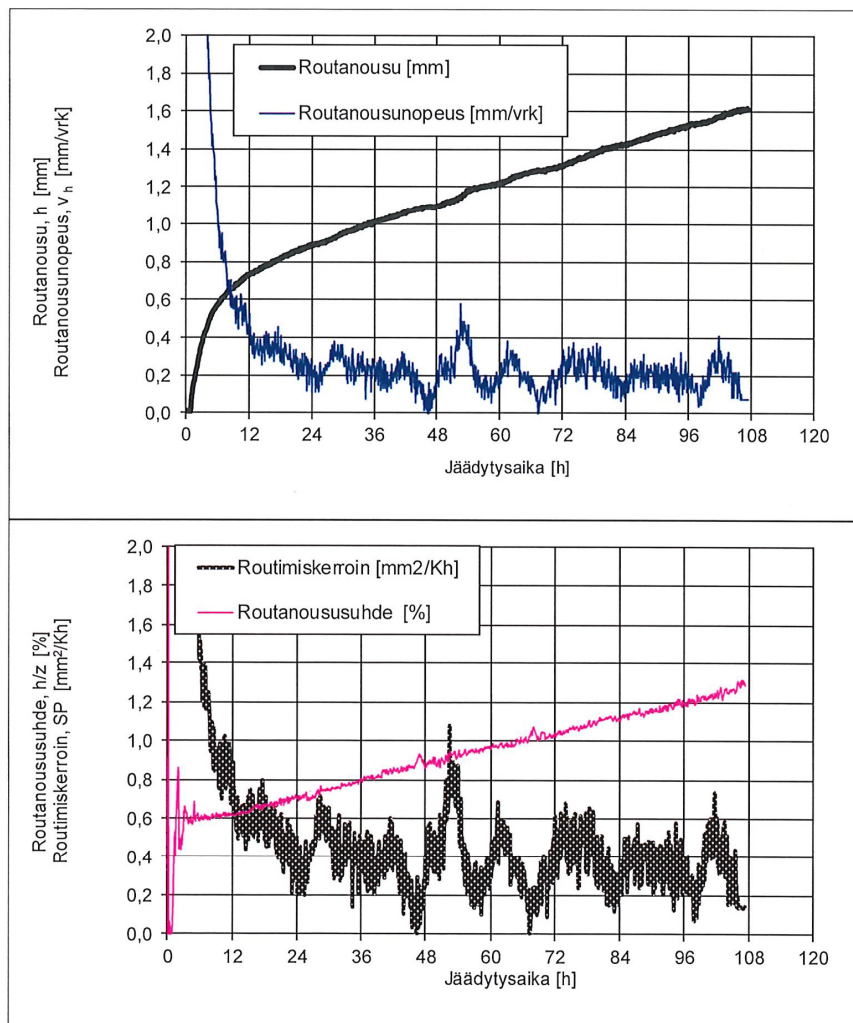 Routanousu [mm]
Routanousunopeus [mm/vrk]
Routanousu, h [mm]
Routanousunopeus, vₕ [mm/vrk]
2,0
1,8
1,6
1,4
1,2
1,0
0,8
0,6
0,4
0,2
0,0
0 12 24 36 48 60 72 84 96 108 120
Jäädytysaika [h]
Routimiskerroin [mm2/Kh]
Routanoususuhde [%]
Routanoususuhde, h/z [%]
Routimiskerroin, SP [mm²/Kh]
2,0
1,8
1,6
1,4
1,2
1,0
0,8
0,6
0,4
0,2
0,0
0 12 24 36 48 60 72 84 96 108 120
Jäädytysaika [h]